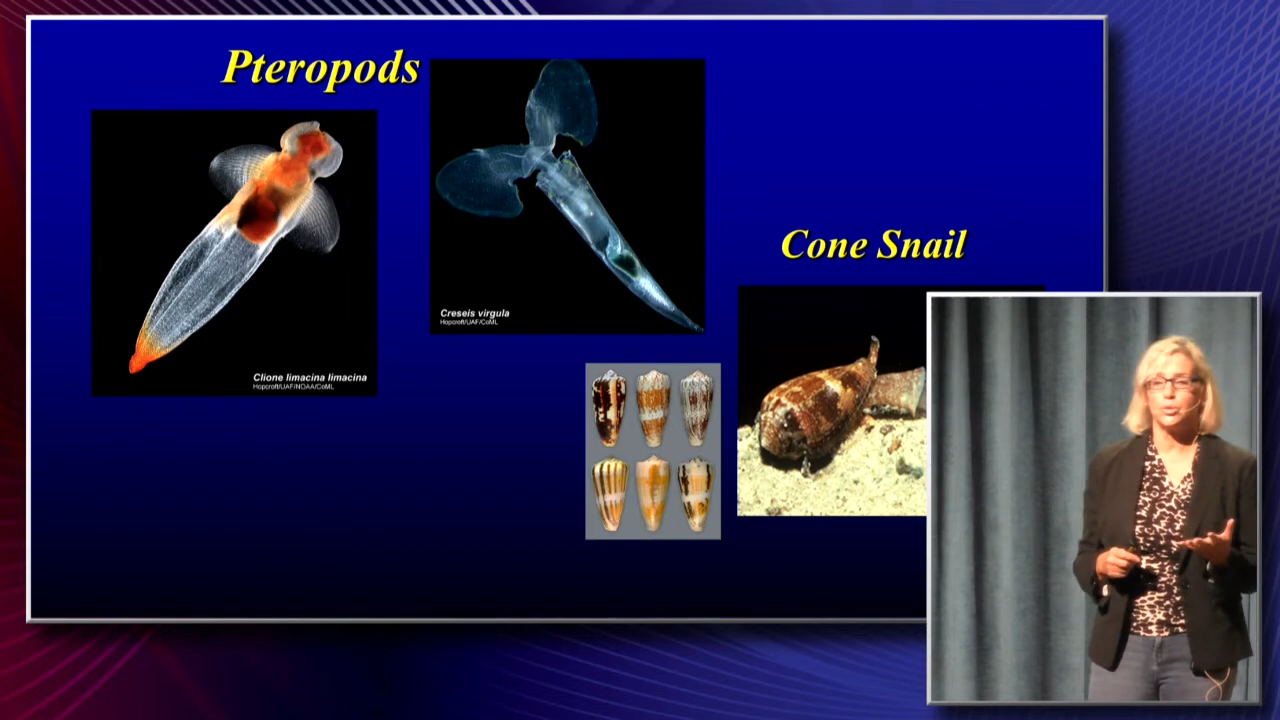 Pteropods
Clione limacina limacina
Hopcroft/UAF/NOAA/CoML
Creseis virgula
Hopcroft/UAF/CoML
Cone Snail